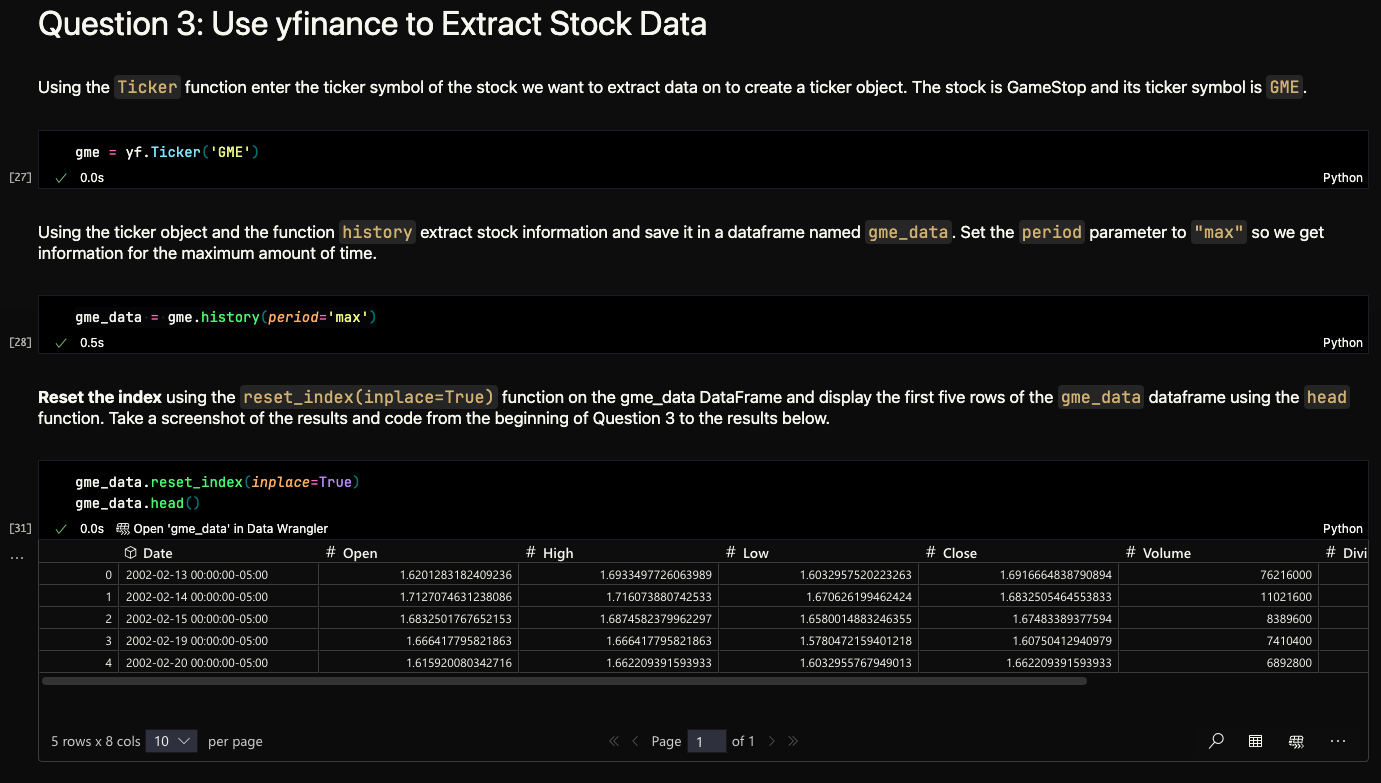 Question 3: Use yfinance to Extract Stock Data
Using the Ticker function enter the ticker symbol of the stock we want to extract data on to create a ticker object. The stock is GameStop and its ticker symbol is GME.
gme = yf.Ticker('GME')
[27] 0.0s Python
Using the ticker object and the function history extract stock information and save it in a dataframe named gme_data. Set the period parameter to "max" so we get
information for the maximum amount of time.
gme_data = gme.history(period='max')
[28] 0.5s Python
Reset the index using the reset_index(inplace=True) function on the gme_data DataFrame and display the first five rows of the gme_data dataframe using the head
function. Take a screenshot of the results and code from the beginning of Question 3 to the results below.
gme_data.reset_index(inplace=True)
gme_data.head()
[31] 0.0s Open 'gme_data' in Data Wrangler Python
... Date # Open # High # Low # Close # Volume # Divi
0 2002-02-13 00:00:00-05:00 1.6201283182409236 1.6933497726063989 1.6032957520223263 1.6916664838790894 76216000
1 2002-02-14 00:00:00-05:00 1.7127074631238086 1.716073880742533 1.670626199462424 1.6832505464553833 11021600
2 2002-02-15 00:00:00-05:00 1.6832501767652153 1.6874582379962297 1.6580014883246355 1.67483389377594 8389600
3 2002-02-19 00:00:00-05:00 1.666417795821863 1.666417795821863 1.5780472159401218 1.60750412940979 7410400
4 2002-02-20 00:00:00-05:00 1.615920080342716 1.662209391593933 1.6032955767949013 1.662209391593933 6892800
5 rows x 8 cols 10 per page « < Page 1 of 1 > » ...